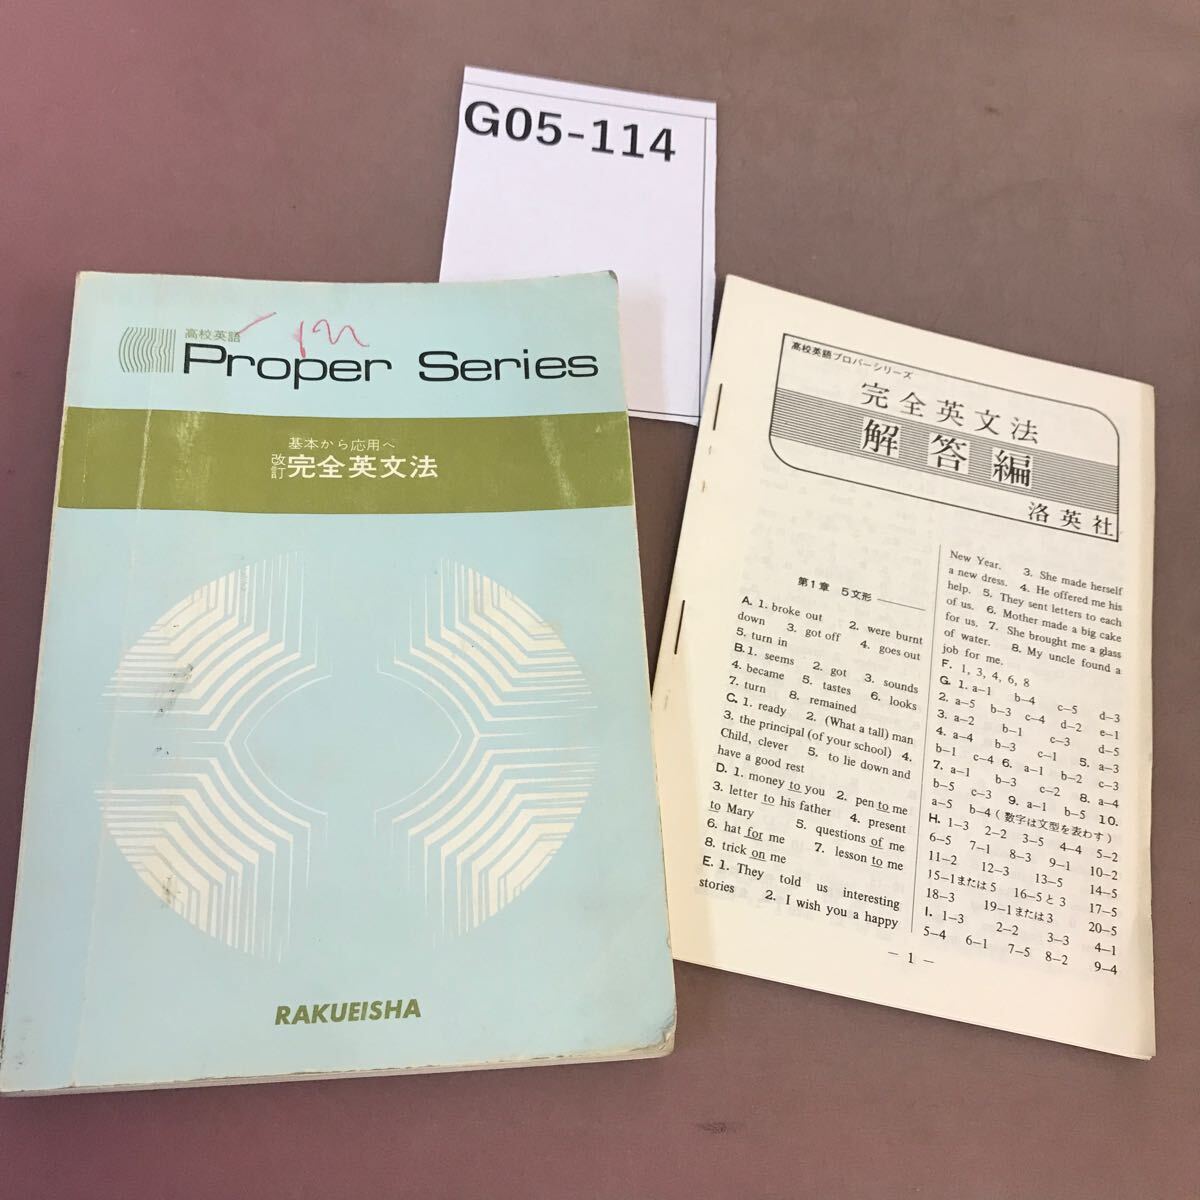 G05-114
高校英語
Proper Series
基本から応用へ
改訂 完全英文法
RAKUEISHA
高校英語プロパーシリーズ
完全英文法
解答編
洛英社
第1章 5文形
A. 1. broke out 2. were burnt
down 3. got off 4. goes out
5. turn in
B. 1. seems 2. got 3. sounds
4. became 5. tastes 6. looks
7. turn 8. remained
C. 1. ready 2. (What a tall) man
3. the principal (of your school) 4.
Child, clever 5. to lie down and
have a good rest
D. 1. money to you 2. pen to me
3. letter to his father 4. present
to Mary 5. questions of me
6. hat for me 7. lesson to me
8. trick on me
E. 1. They told us interesting
stories 2. I wish you a happy
New Year. 3. She made herself
a new dress. 4. He offered me his
help. 5. They sent letters to each
of us. 6. Mother made a big cake
for us. 7. She brought me a glass
of water. 8. My uncle found a
job for me.
F. 1, 3, 4, 6, 8
G. 1. a-1 b-4 c-5 d-3
2. a-5 b-3 c-4 d-2 e-1
3. a-2 b-1 c-3 d-5
4. a-4 b-3 c-1 5. a-3
b-1 c-4 6. a-1 b-2 c-3
7. a-1 b-3 c-2 8. a-4
b-5 c-3 9. a-1 b-5 10.
a-5 b-4 (数字は文型を表わす)
H. 1-3 2-2 3-5 4-4 5-2
6-5 7-1 8-3 9-1 10-2
11-2 12-3 13-5 14-5
15-1または5 16-5と3 17-5
18-3 19-1または3 20-5
I. 1-3 2-2 3-3 4-1
5-4 6-1 7-5 8-2 9-4
— 1 —